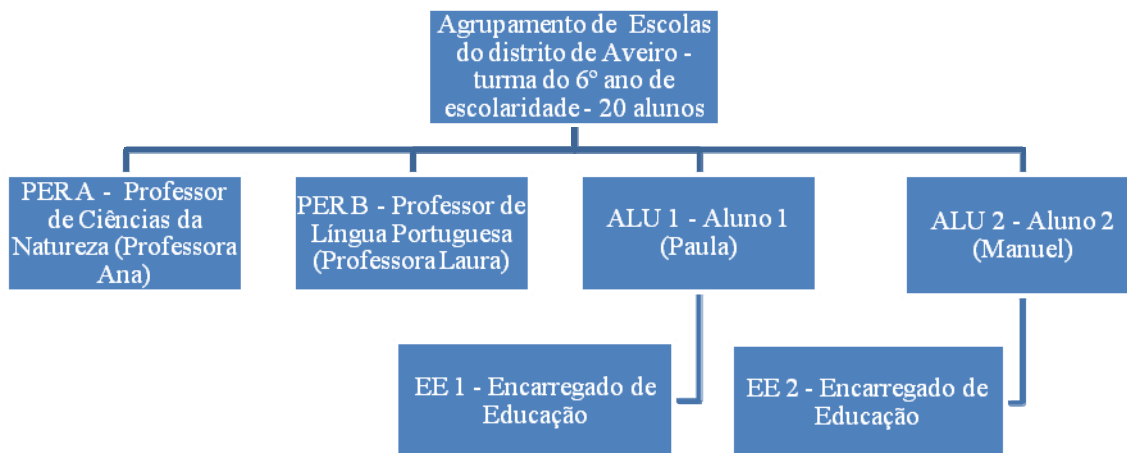 Agrupamento de Escolas
do distrito de Aveiro -
turma do 6º ano de
escolaridade - 20 alunos
PER A - Professor
de Ciências da
Natureza (Professora
Ana)
PER B - Professor de
Língua Portuguesa
(Professora Laura)
ALU 1 - Aluno 1
(Paula)
ALU 2 - Aluno 2
(Manuel)
EE 1 - Encarregado de
Educação
EE 2 - Encarregado de
Educação